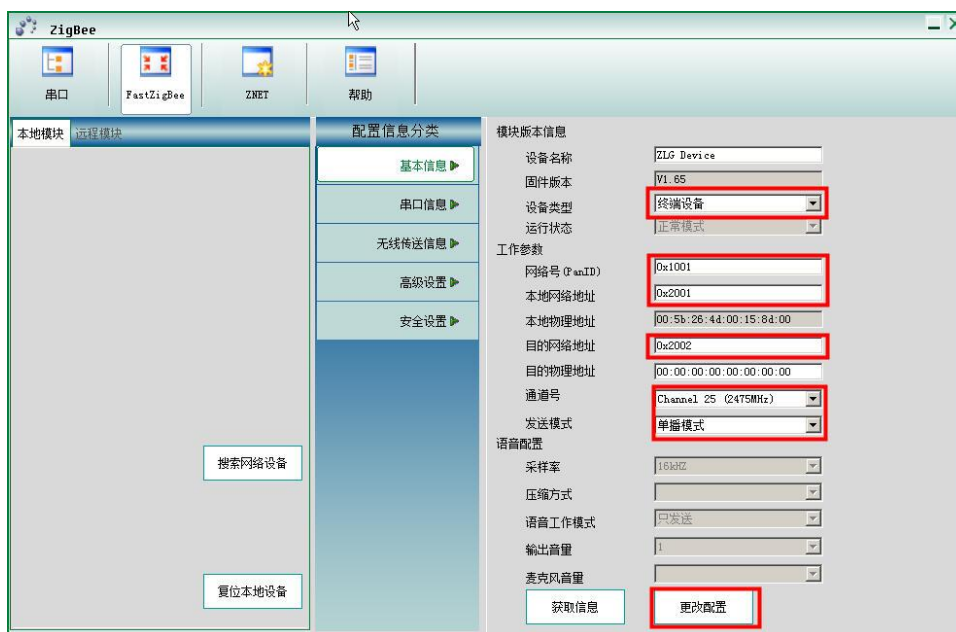 ZigBee
串口
FastZigBee
ZNET
帮助
本地模块 远程模块
搜索网络设备
复位本地设备
配置信息分类
基本信息
串口信息
无线传送信息
高级设置
安全设置
模块版本信息
设备名称 ZLG Device
固件版本 V1.65
设备类型 终端设备
运行状态 正常模式
工作参数
网络号(PanID) 0x1001
本地网络地址 0x2001
本地物理地址 00:5b:26:4d:00:15:8d:00
目的网络地址 0x2002
目的物理地址 00:00:00:00:00:00:00:00
通道号 Channel 25 (2475MHz)
发送模式 单播模式
语音配置
采样率 16kHZ
压缩方式
语音工作模式 只发送
输出音量 1
麦克风音量
获取信息 更改配置